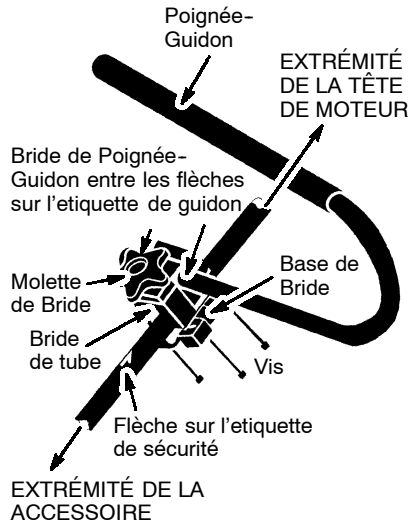 Poignée-
Guidon
EXTRÉMITÉ
DE LA TÊTE
DE MOTEUR
Bride de Poignée-
Guidon entre les flèches
sur l'etiquette de guidon
Base de
Bride
Molette
de Bride
Bride
de tube
Vis
Flèche sur l'etiquette
de sécurité
EXTRÉMITÉ DE LA
ACCESSOIRE